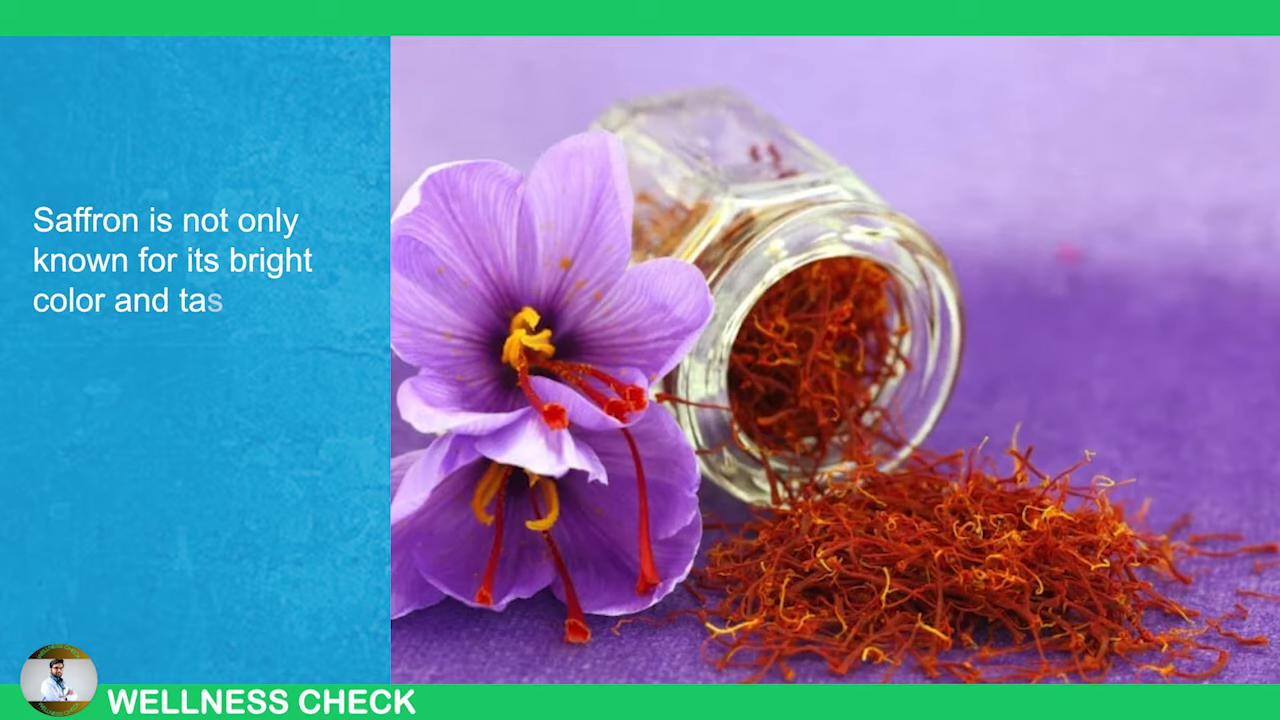 Saffron is not only
known for its bright
color and tas
WELLNESS CHECK